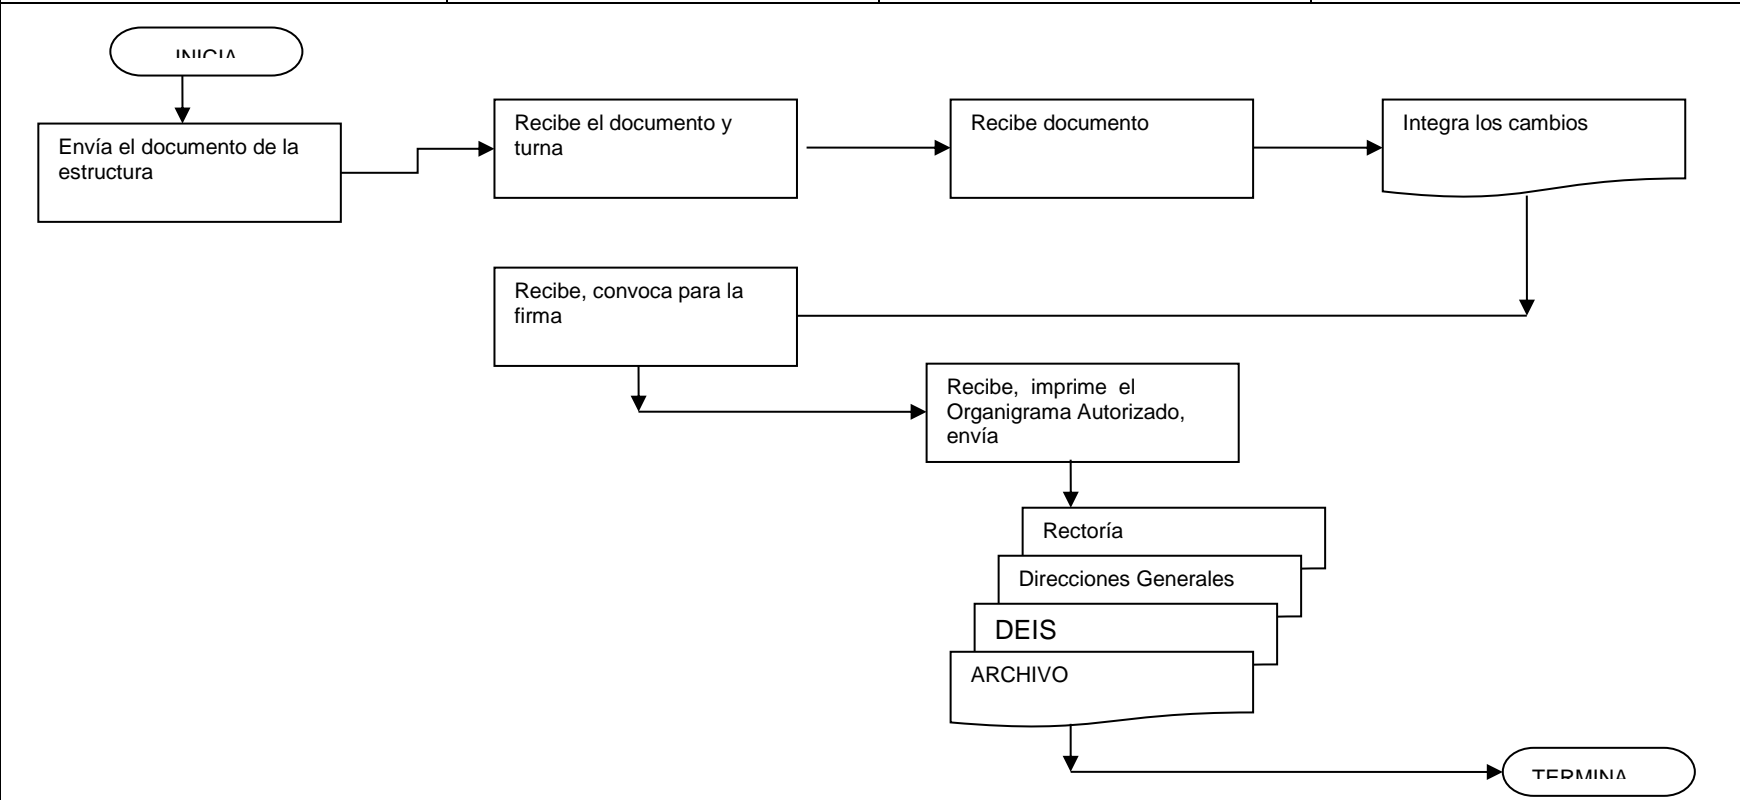 INICIA
Envía el documento de la
estructura
Recibe el documento y
turna
Recibe documento
Integra los cambios
Recibe, convoca para la
firma
Recibe, imprime el
Organigrama Autorizado,
envía
Rectoría
Direcciones Generales
DEIS
ARCHIVO
TERMINA